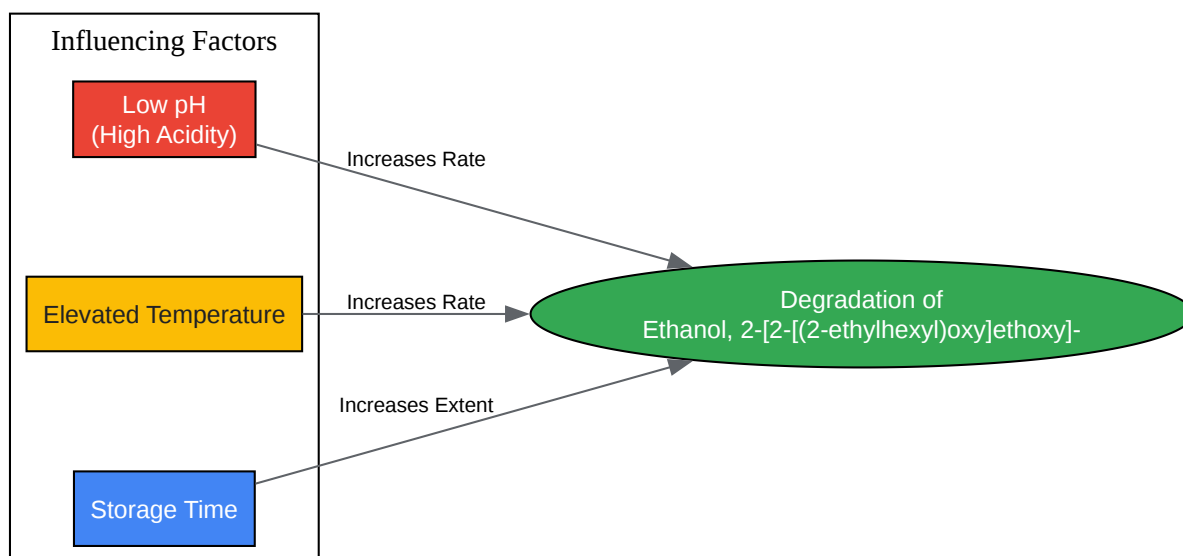 Influencing Factors
Low pH
(High Acidity)
Increases Rate
Elevated Temperature
Increases Rate
Degradation of
Ethanol, 2-[2-[(2-ethylhexyl)oxy]ethoxy]-
Increases Extent
Storage Time